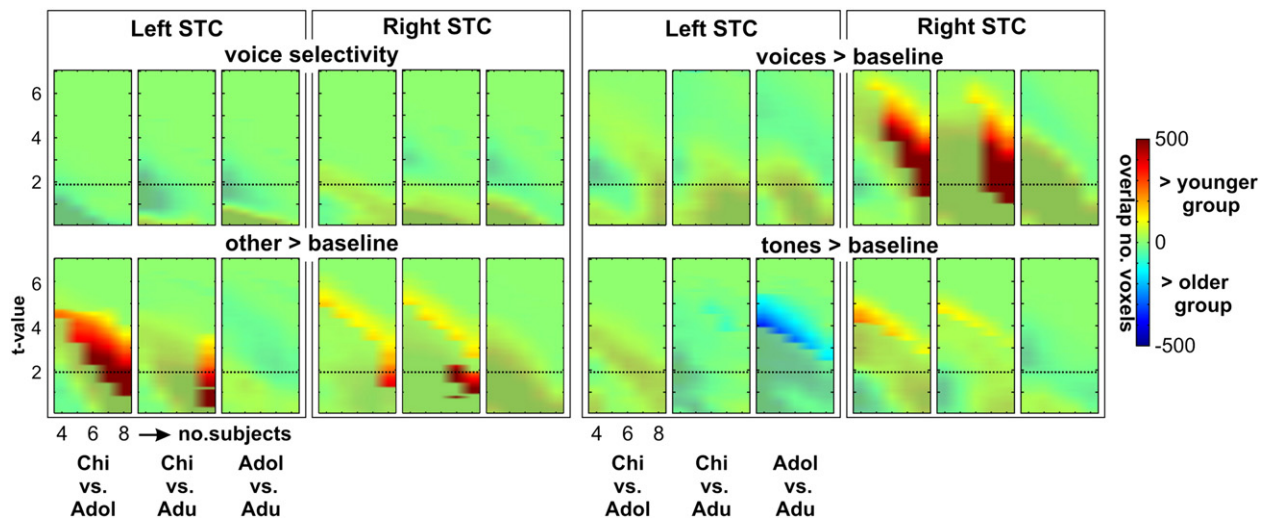 Left STC
Right STC
Left STC
Right STC
voice selectivity
voices > baseline
6
4
2
500
overlap no. voxels
> younger
group
0
> older
group
-500
other > baseline
tones > baseline
t-value
6
4
2
4 6 8 → no.subjects
4 6 8
Chi
vs.
Adol
Chi
vs.
Adu
Adol
vs.
Adu
Chi
vs.
Adol
Chi
vs.
Adu
Adol
vs.
Adu